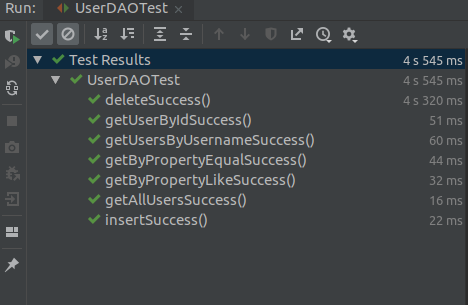 Run: UserDAOTest
Test Results 4 s 545 ms
UserDAOTest 4 s 545 ms
deleteSuccess() 4 s 320 ms
getUserByIdSuccess() 51 ms
getUsersByUsernameSuccess() 60 ms
getByPropertyEqualSuccess() 44 ms
getByPropertyLikeSuccess() 32 ms
getAllUsersSuccess() 16 ms
insertSuccess() 22 ms